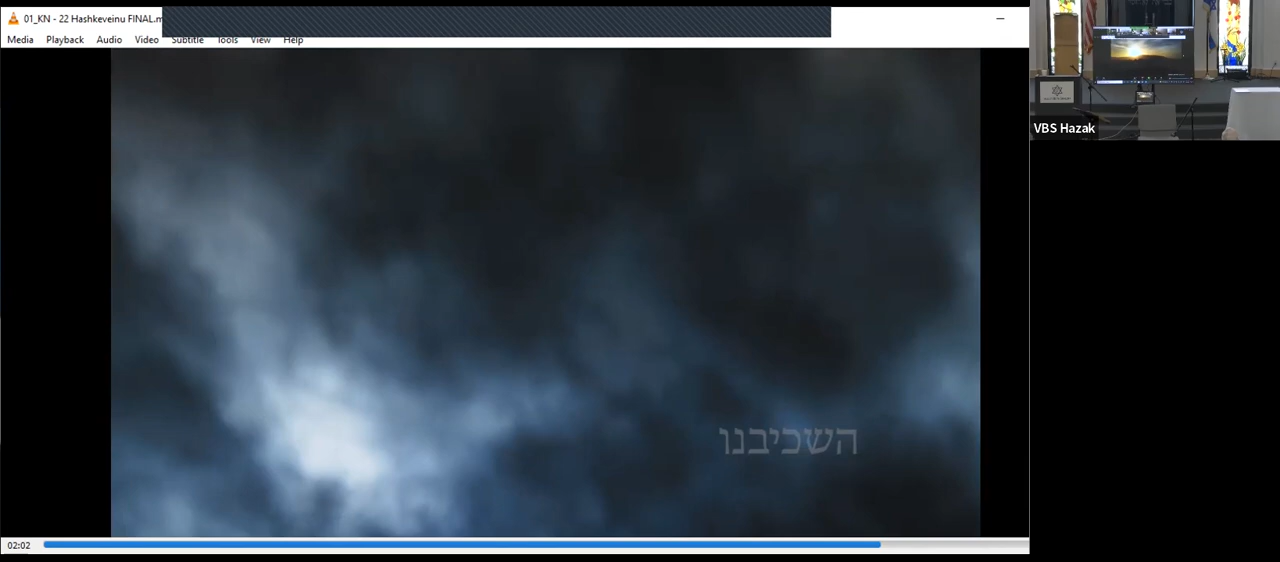 01_KN - 22 Hashkeveinu FINAL.m
Media Playback Audio Video Subtitle Tools View Help
VBS Hazak
השכיבנו
02:02